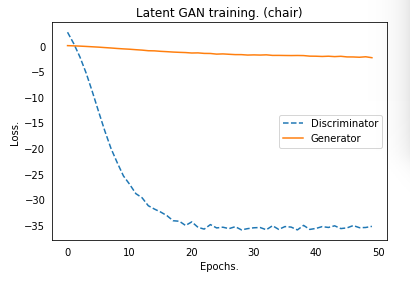 Latent GAN training. (chair)
Loss.
0
−5
−10
−15
−20
−25
−30
−35
Discriminator
Generator
0 10 20 30 40 50
Epochs.